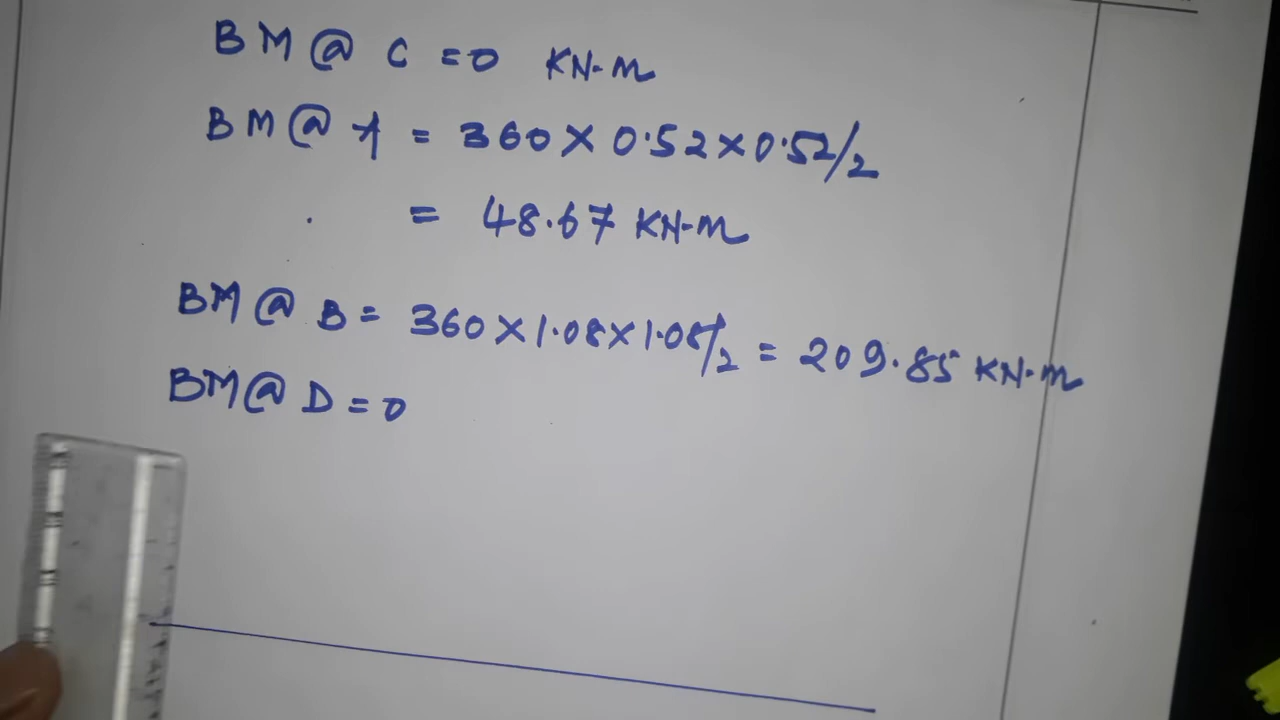 BM@ C = 0 KN-m
BM@ A = 360 X 0.52 X 0.52/2
= 48.67 KN-m
BM@ B = 360 X 1.08 X 1.08/2 = 209.85 KN-m
BM@ D = 0